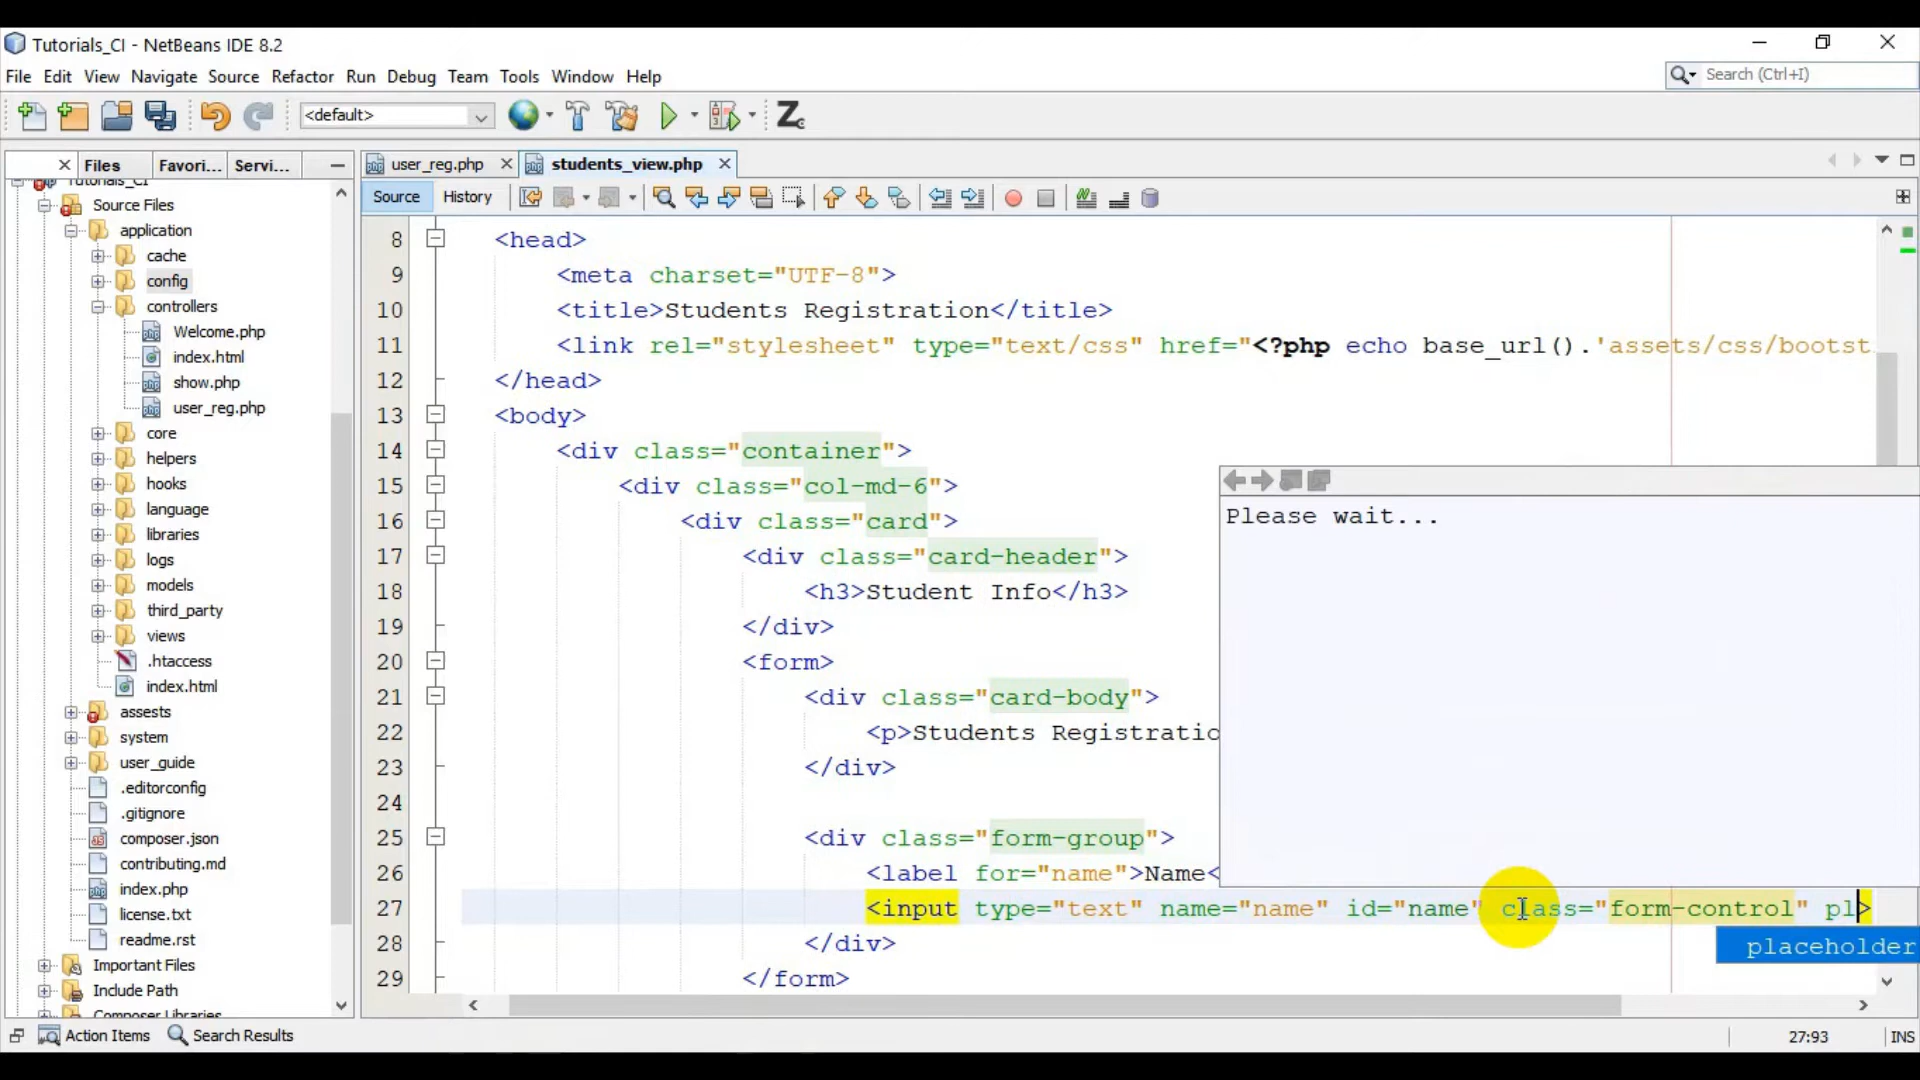 Tutorials_CI - NetBeans IDE 8.2
File Edit View Navigate Source Refactor Run Debug Team Tools Window Help
Search (Ctrl+I)
<default>
Files Favori... Servi...
user_reg.php students_view.php
Source History
Tutorials_CI
Source Files
application
cache
config
controllers
Welcome.php
index.html
show.php
user_reg.php
core
helpers
hooks
language
libraries
logs
models
third_party
views
.htaccess
index.html
assests
system
user_guide
.editorconfig
.gitignore
composer.json
contributing.md
index.php
license.txt
readme.rst
Important Files
Include Path
Composer Libraries
8 <head>
9 <meta charset="UTF-8">
10 <title>Students Registration</title>
11 <link rel="stylesheet" type="text/css" href="<?php echo base_url().'assets/css/bootst
12 </head>
13 <body>
14 <div class="container">
15 <div class="col-md-6">
16 <div class="card">
17 <div class="card-header">
18 <h3>Student Info</h3>
19 </div>
20 <form>
21 <div class="card-body">
22 <p>Students Registratio
23 </div>
24
25 <div class="form-group">
26 <label for="name">Name<
27 <input type="text" name="name" id="name" class="form-control" pl>
28 </div>
29 </form>
Please wait...
placeholder
Action Items Search Results
27:93 INS